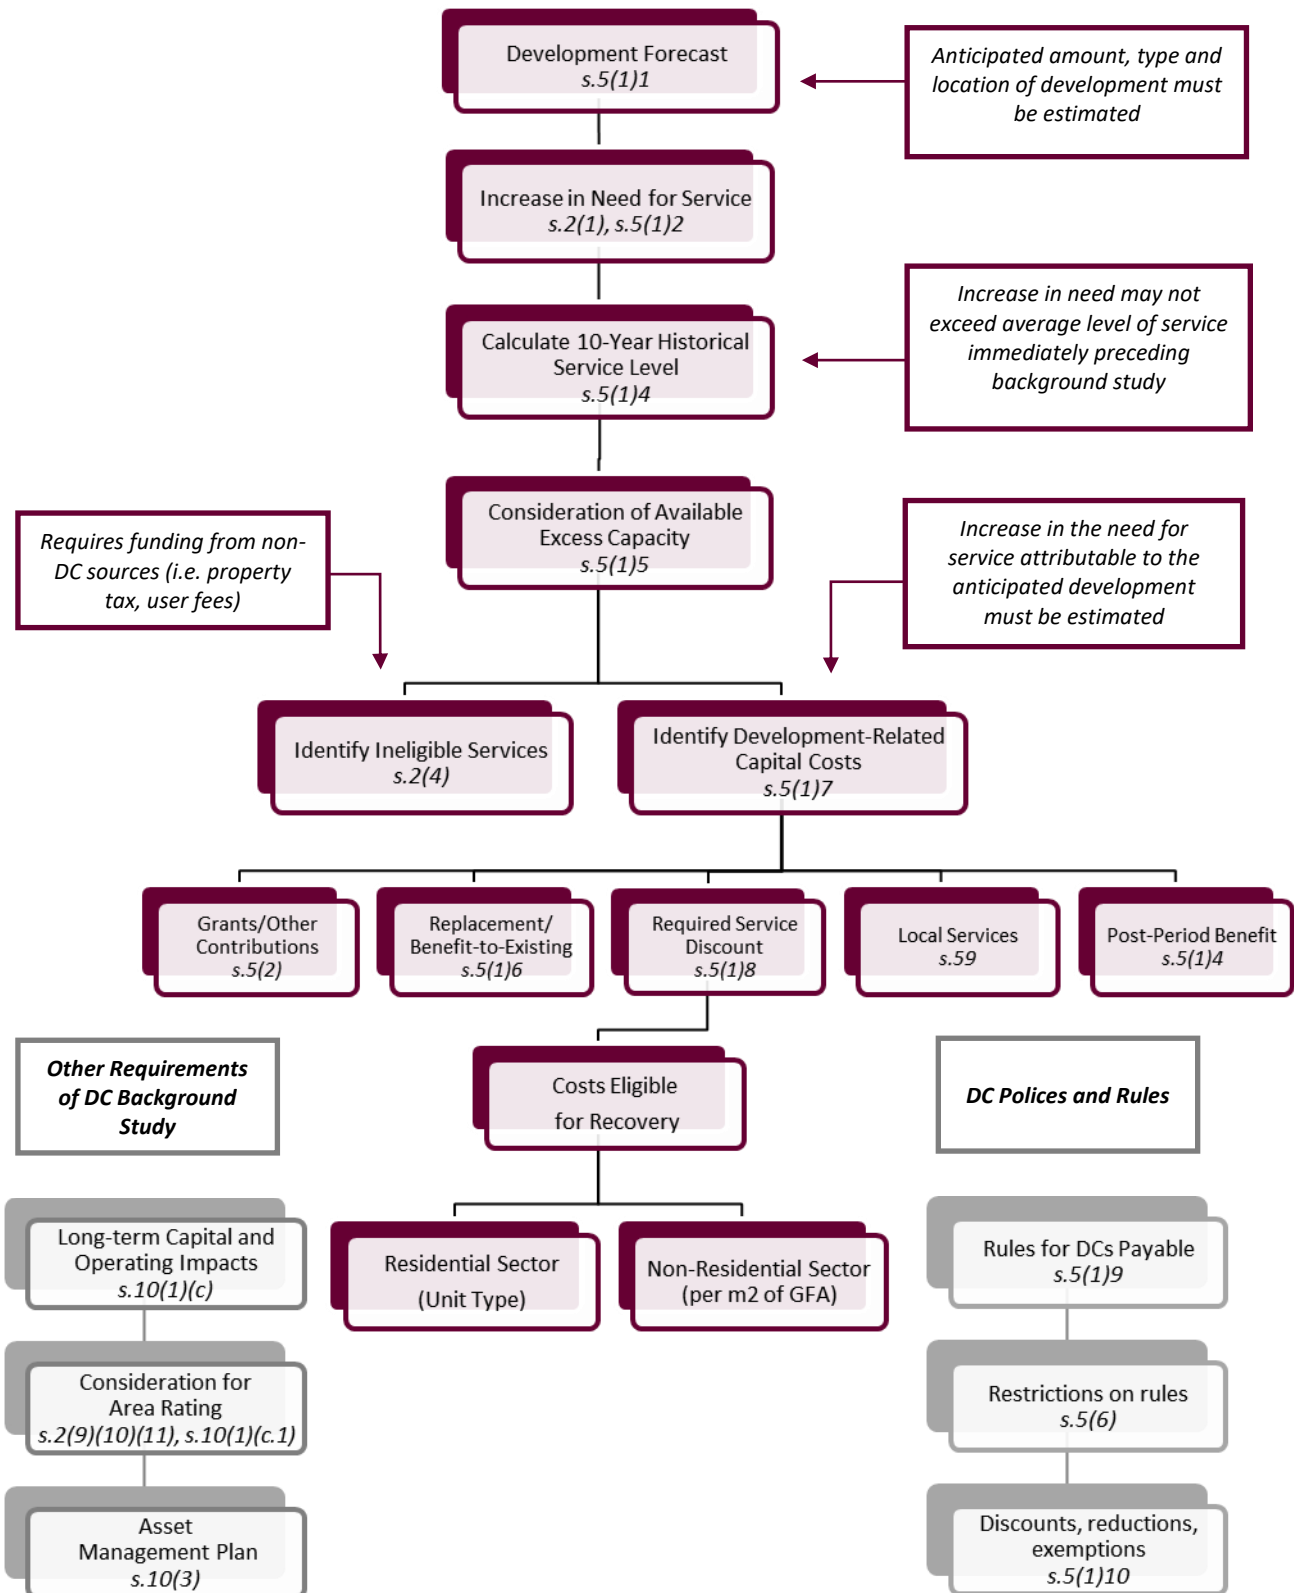 Development Forecast
s.5(1)1
Anticipated amount, type and
location of development must
be estimated
Increase in Need for Service
s.2(1), s.5(1)2
Calculate 10-Year Historical
Service Level
s.5(1)4
Increase in need may not
exceed average level of service
immediately preceding
background study
Consideration of Available
Excess Capacity
s.5(1)5
Requires funding from non-
DC sources (i.e. property
tax, user fees)
Increase in the need for
service attributable to the
anticipated development
must be estimated
Identify Ineligible Services
s.2(4)
Identify Development-Related
Capital Costs
s.5(1)7
Grants/Other
Contributions
s.5(2)
Replacement/
Benefit-to-Existing
s.5(1)6
Required Service
Discount
s.5(1)8
Local Services
s.59
Post-Period Benefit
s.5(1)4
Costs Eligible
for Recovery
Residential Sector
(Unit Type)
Non-Residential Sector
(per m2 of GFA)
Other Requirements
of DC Background
Study
Long-term Capital and
Operating Impacts
s.10(1)(c)
Consideration for
Area Rating
s.2(9)(10)(11), s.10(1)(c.1)
Asset
Management Plan
s.10(3)
DC Polices and Rules
Rules for DCs Payable
s.5(1)9
Restrictions on rules
s.5(6)
Discounts, reductions,
exemptions
s.5(1)10